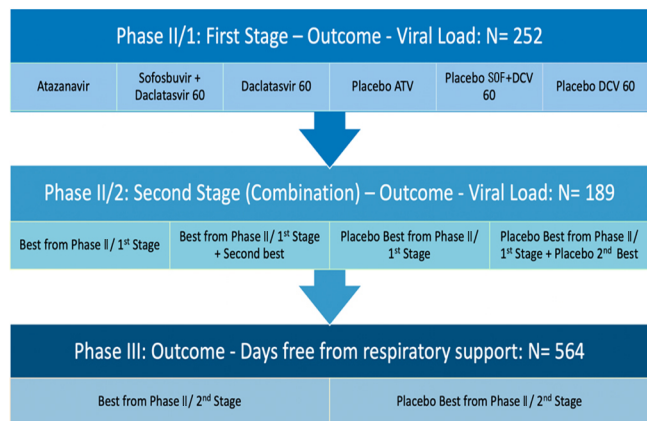 Phase II/1: First Stage – Outcome - Viral Load: N= 252
Atazanavir
Sofosbuvir +
Daclatasvir 60
Daclatasvir 60
Placebo ATV
Placebo SOF+DCV
60
Placebo DCV 60
Phase II/2: Second Stage (Combination) – Outcome - Viral Load: N= 189
Best from Phase II/ 1st Stage
Best from Phase II/ 1st Stage
+ Second best
Placebo Best from Phase II/
1st Stage
Placebo Best from Phase II/
1st Stage + Placebo 2nd Best
Phase III: Outcome - Days free from respiratory support: N= 564
Best from Phase II/ 2nd Stage
Placebo Best from Phase II/ 2nd Stage